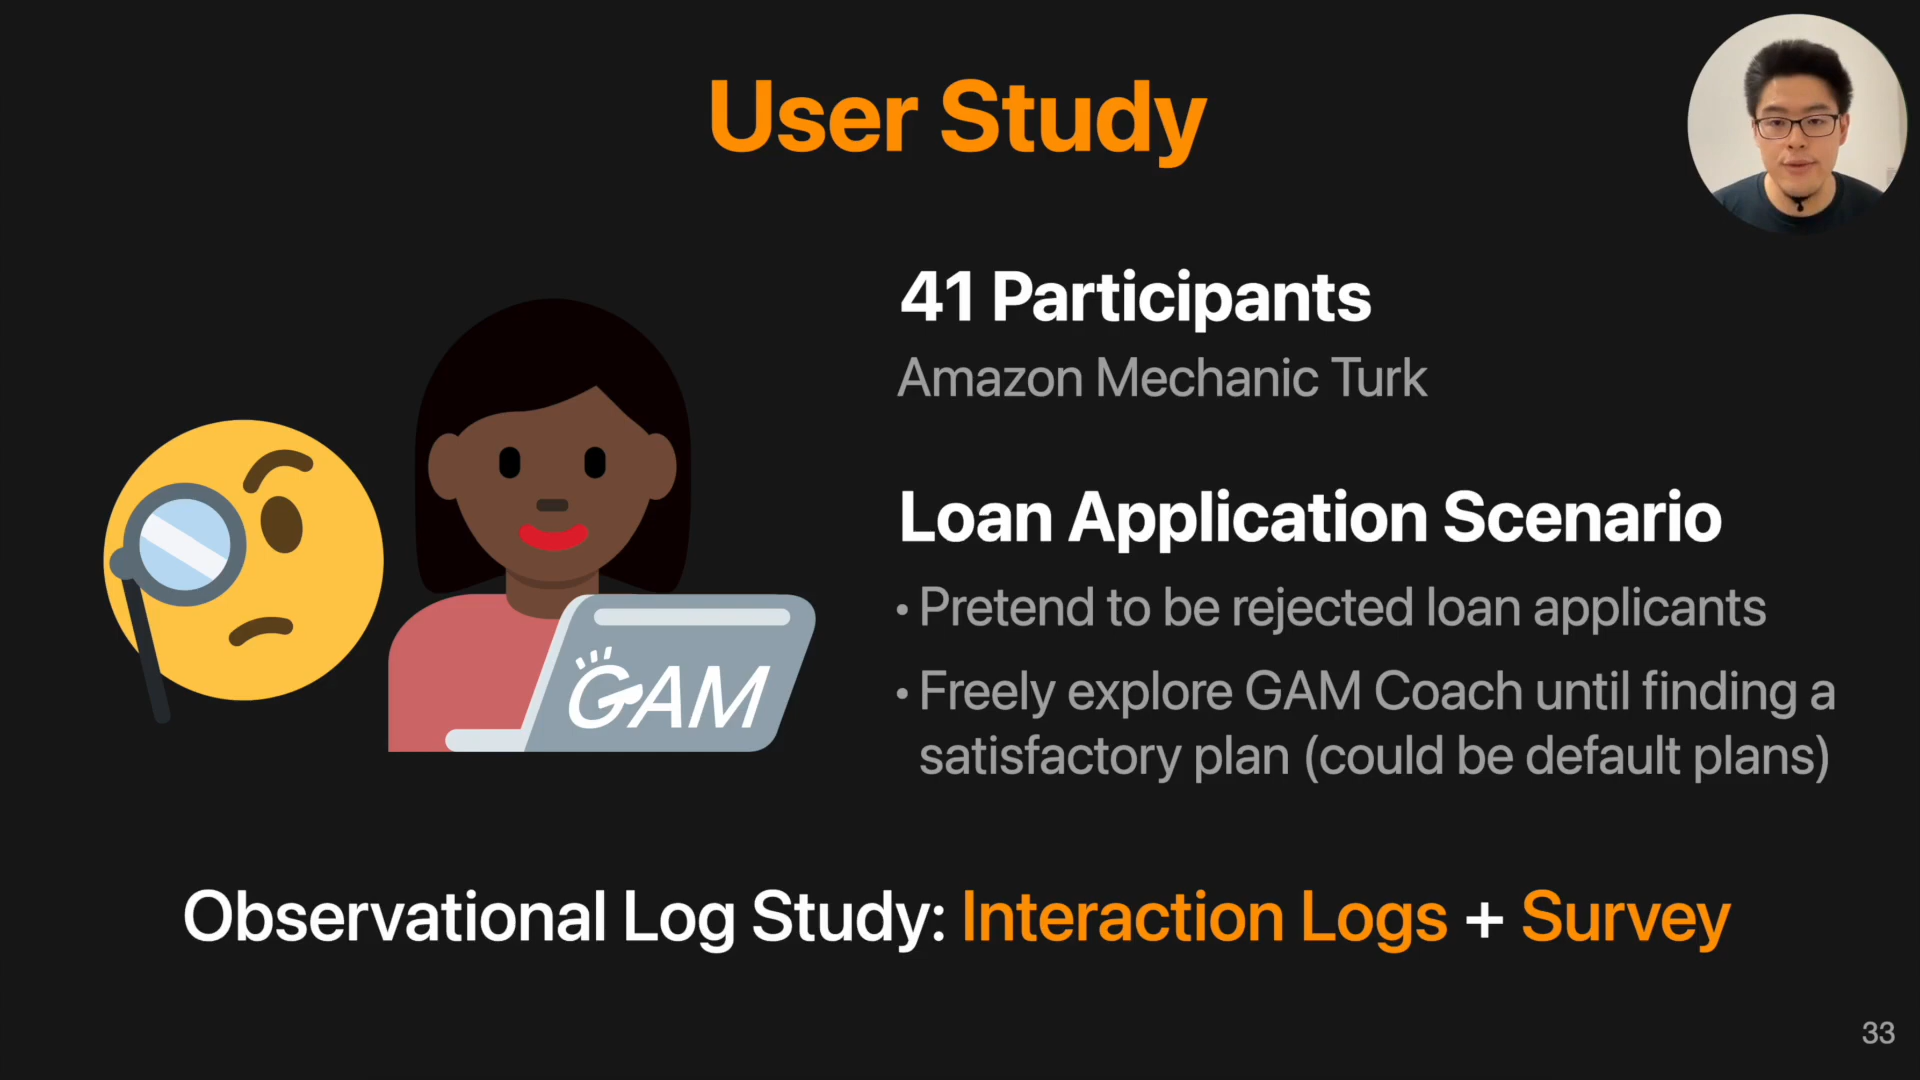 User Study
41 Participants
Amazon Mechanic Turk
Loan Application Scenario
• Pretend to be rejected loan applicants
• Freely explore GAM Coach until finding a
satisfactory plan (could be default plans)
GAM
Observational Log Study: Interaction Logs + Survey
33